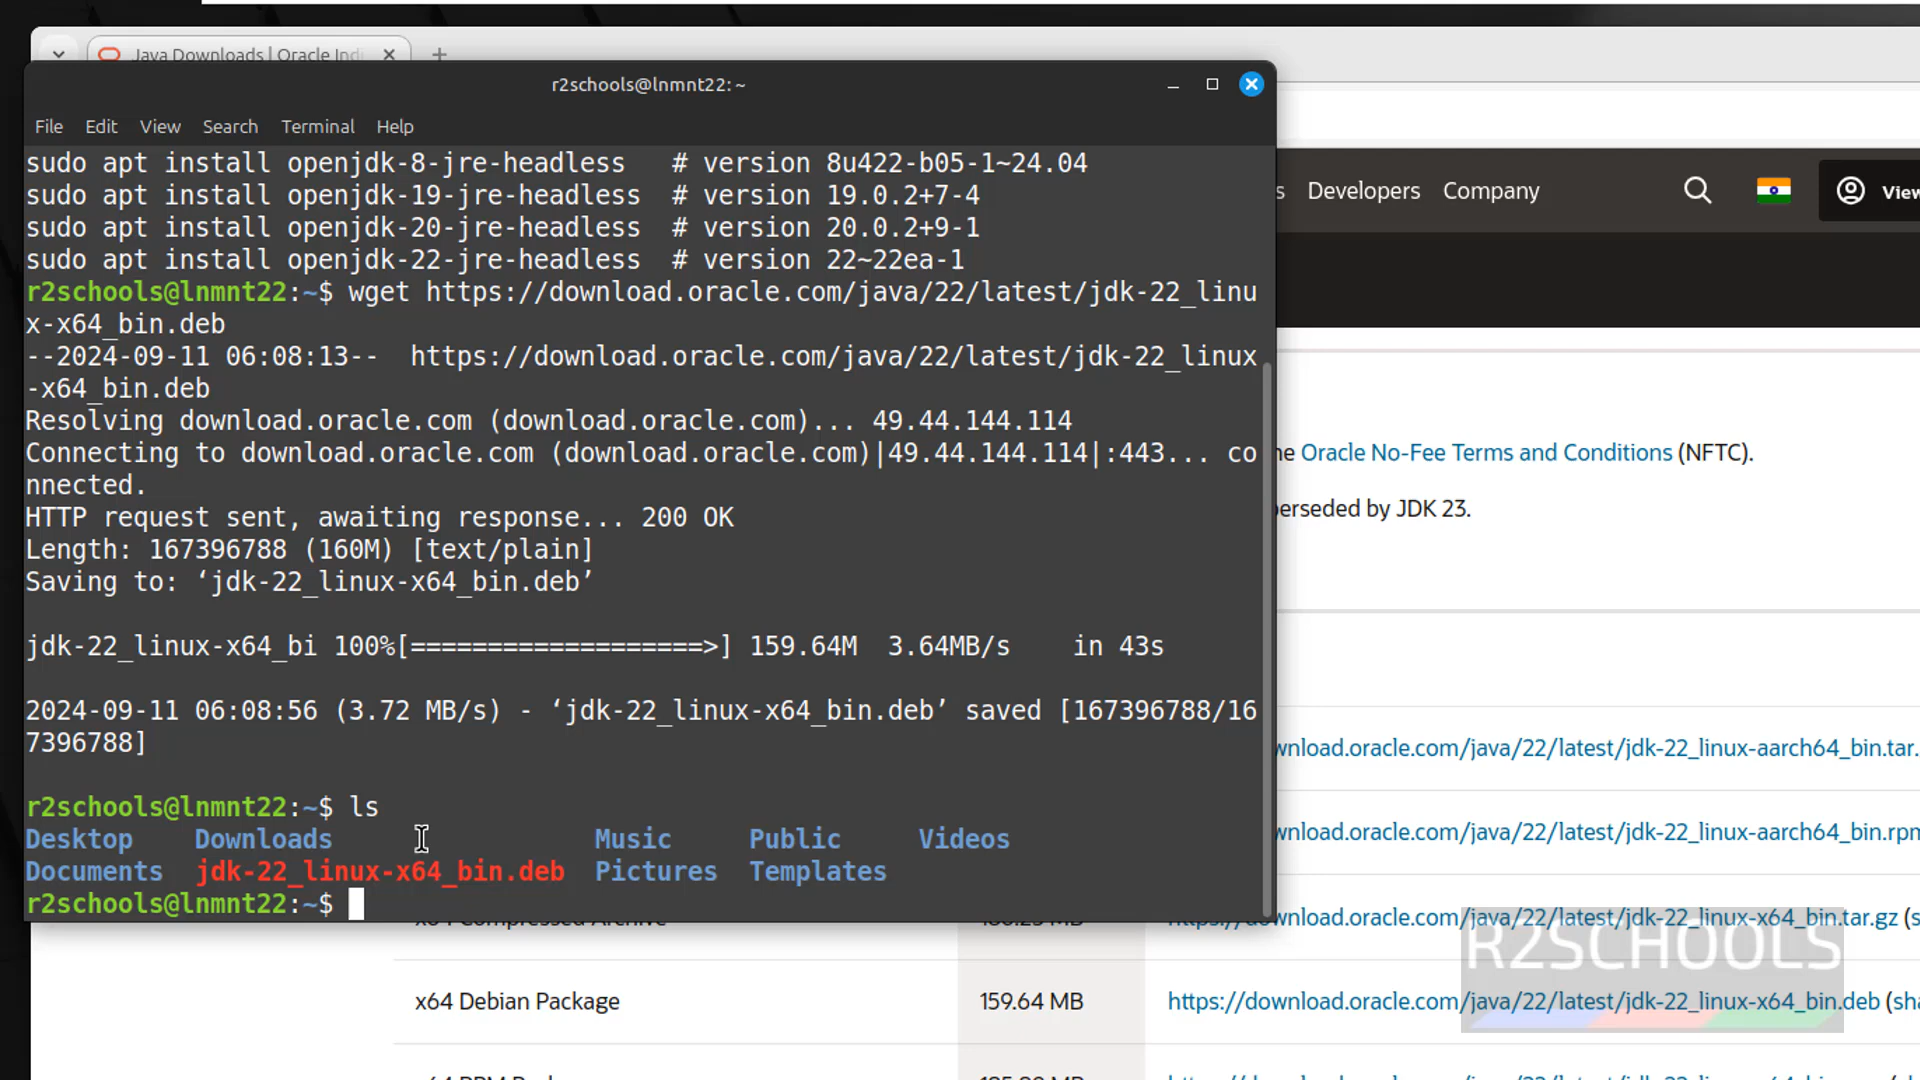 Java Downloads | Oracle Indi
r2schools@lnmnt22: ~
File Edit View Search Terminal Help
sudo apt install openjdk-8-jre-headless   # version 8u422-b05-1~24.04
sudo apt install openjdk-19-jre-headless  # version 19.0.2+7-4
sudo apt install openjdk-20-jre-headless  # version 20.0.2+9-1
sudo apt install openjdk-22-jre-headless  # version 22~22ea-1
r2schools@lnmnt22:~$ wget https://download.oracle.com/java/22/latest/jdk-22_linu
x-x64_bin.deb
--2024-09-11 06:08:13--  https://download.oracle.com/java/22/latest/jdk-22_linux
-x64_bin.deb
Resolving download.oracle.com (download.oracle.com)... 49.44.144.114
Connecting to download.oracle.com (download.oracle.com)|49.44.144.114|:443... co
nnected.
HTTP request sent, awaiting response... 200 OK
Length: 167396788 (160M) [text/plain]
Saving to: ‘jdk-22_linux-x64_bin.deb’
jdk-22_linux-x64_bi 100%[===================>] 159.64M  3.64MB/s    in 43s
2024-09-11 06:08:56 (3.72 MB/s) - ‘jdk-22_linux-x64_bin.deb’ saved [167396788/16
7396788]
r2schools@lnmnt22:~$ ls
Desktop    Downloads                 Music     Public     Videos
Documents  jdk-22_linux-x64_bin.deb  Pictures  Templates
r2schools@lnmnt22:~$
s Developers Company View
ne Oracle No-Fee Terms and Conditions (NFTC).
erseded by JDK 23.
wnload.oracle.com/java/22/latest/jdk-22_linux-aarch64_bin.tar.
wnload.oracle.com/java/22/latest/jdk-22_linux-aarch64_bin.rpm
https://download.oracle.com/java/22/latest/jdk-22_linux-x64_bin.tar.gz (s
R2SCHOOLS
x64 Debian Package 159.64 MB https://download.oracle.com/java/22/latest/jdk-22_linux-x64_bin.deb (sha